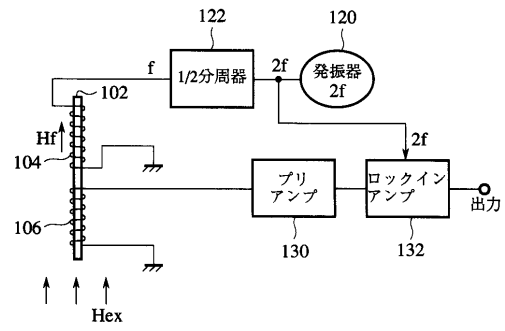 122
120
1/2分周器
発振器
2f
f
2f
102
2f
Hf
104
プリ
アンプ
ロックイン
アンプ
出力
106
130
132
Hex